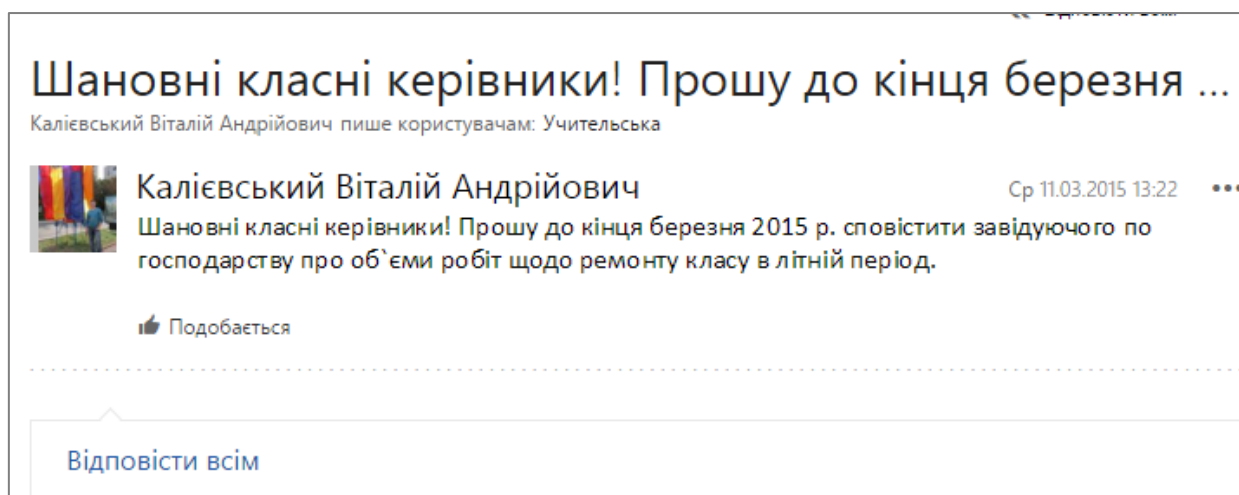 Шановні класні керівники! Прошу до кінця березня ...
Калієвський Віталій Андрійович пише користувачам: Учительська
Калієвський Віталій Андрійович
Ср 11.03.2015 13:22
Шановні класні керівники! Прошу до кінця березня 2015 р. сповістити завідуючого по
господарству про об`єми робіт щодо ремонту класу в літній період.
Подобається
Відповісти всім